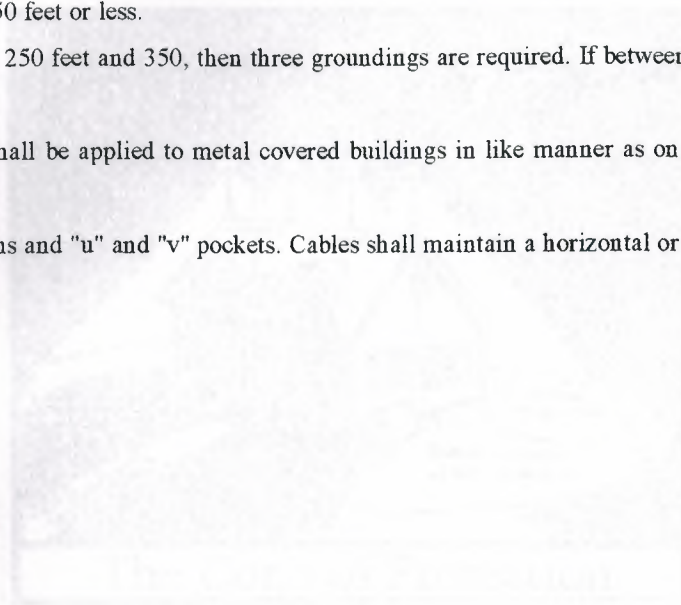 50 feet or less.
250 feet and 350, then three groundings are required. If between
hall be applied to metal covered buildings in like manner as on
ns and "u" and "v" pockets. Cables shall maintain a horizontal or